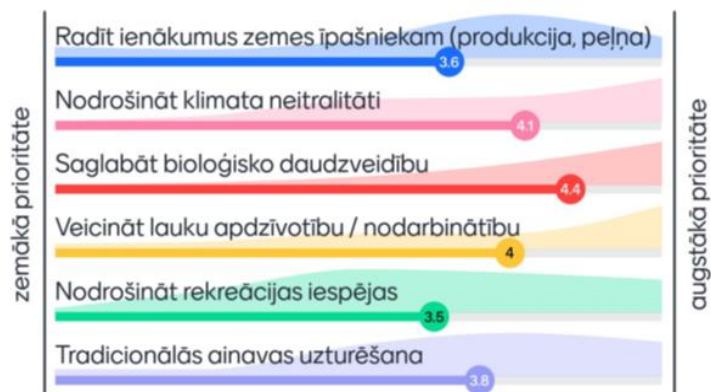 Radīt ienākumus zemes īpašniekam (produkcija, peļņa)
3.6
Nodrošināt klimata neitralitāti
4.1
Saglabāt bioloģisko daudzveidību
4.4
Veicināt lauku apdzīvotību / nodarbinātību
4
Nodrošināt rekreācijas iespējas
3.5
Tradicionālās ainavas uzturēšana
3.8
zemākā prioritāte
augstākā prioritāte